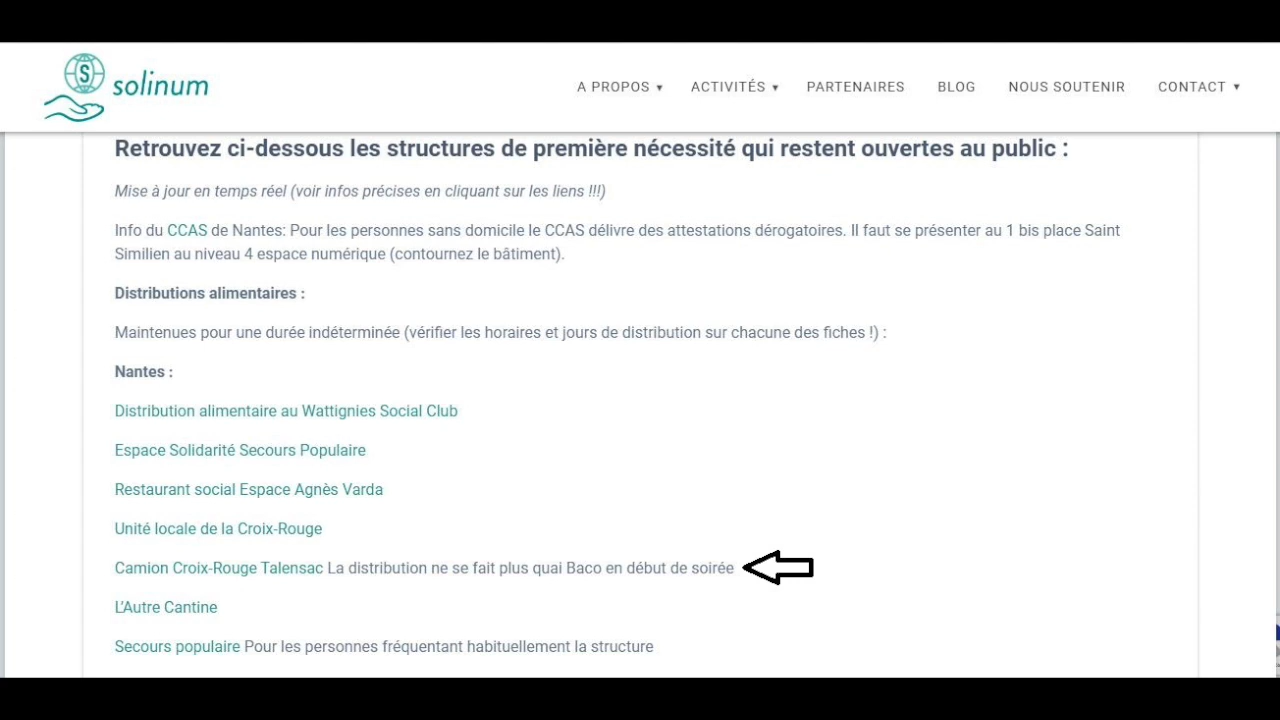 S
solinum
A PROPOS ▾ ACTIVITÉS ▾ PARTENAIRES BLOG NOUS SOUTENIR CONTACT ▾
Retrouvez ci-dessous les structures de première nécessité qui restent ouvertes au public :
Mise à jour en temps réel (voir infos précises en cliquant sur les liens !!!)
Info du CCAS de Nantes: Pour les personnes sans domicile le CCAS délivre des attestations dérogatoires. Il faut se présenter au 1 bis place Saint
Similien au niveau 4 espace numérique (contournez le bâtiment).
Distributions alimentaires :
Maintenues pour une durée indéterminée (vérifier les horaires et jours de distribution sur chacune des fiches !) :
Nantes :
Distribution alimentaire au Wattignies Social Club
Espace Solidarité Secours Populaire
Restaurant social Espace Agnès Varda
Unité locale de la Croix-Rouge
Camion Croix-Rouge Talensac La distribution ne se fait plus quai Baco en début de soirée
L'Autre Cantine
Secours populaire Pour les personnes fréquentant habituellement la structure